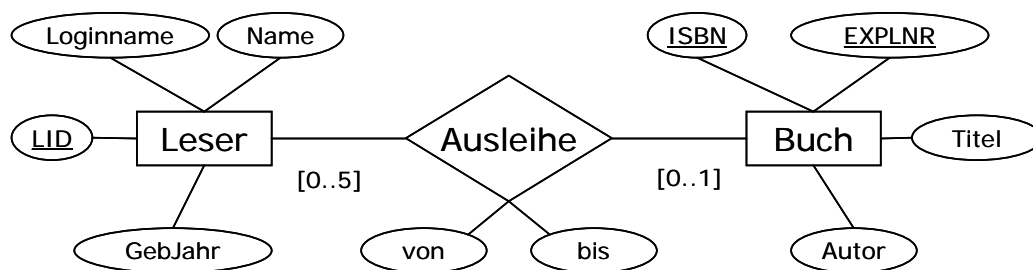 Loginname
Name
ISBN
EXPLNR
LID
Leser
Ausleihe
Buch
Titel
[0..5]
[0..1]
GebJahr
von
bis
Autor